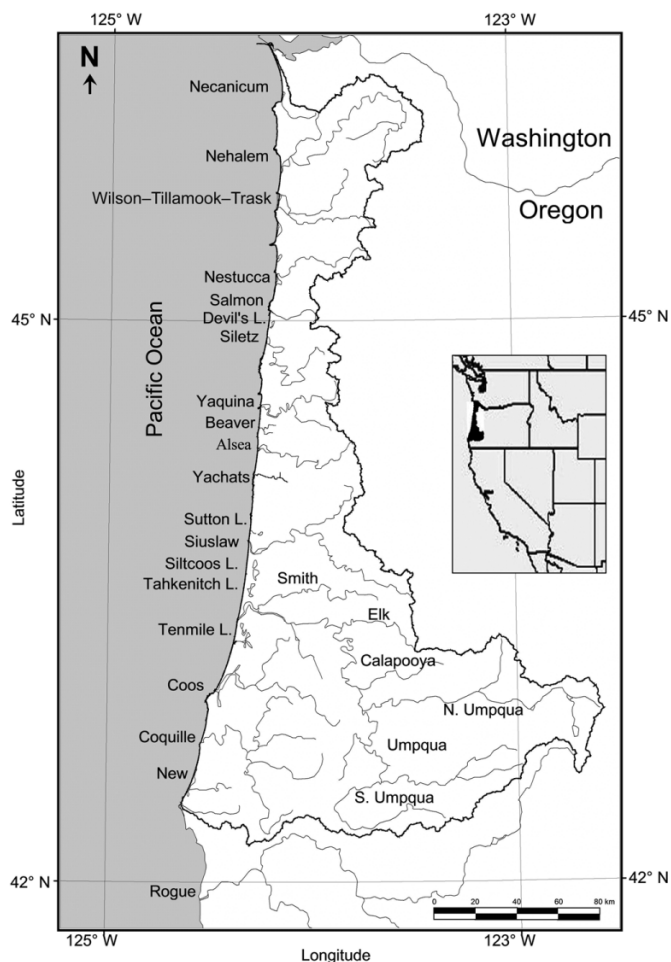 125° W
123° W
N
Necanicum
Washington
Nehalem
Wilson–Tillamook–Trask
Oregon
Nestucca
Salmon
45° N
45° N
Devil's L.
Siletz
Pacific Ocean
Yaquina
Beaver
Alsea
Yachats
Latitude
Sutton L.
Siuslaw
Siltcoos L.
Smith
Tahkenitch L.
Elk
Tenmile L.
Calapooya
Coos
N. Umpqua
Coquille
Umpqua
New
S. Umpqua
42° N
42° N
Rogue
0 20 40 60 80 km
125° W
123° W
Longitude